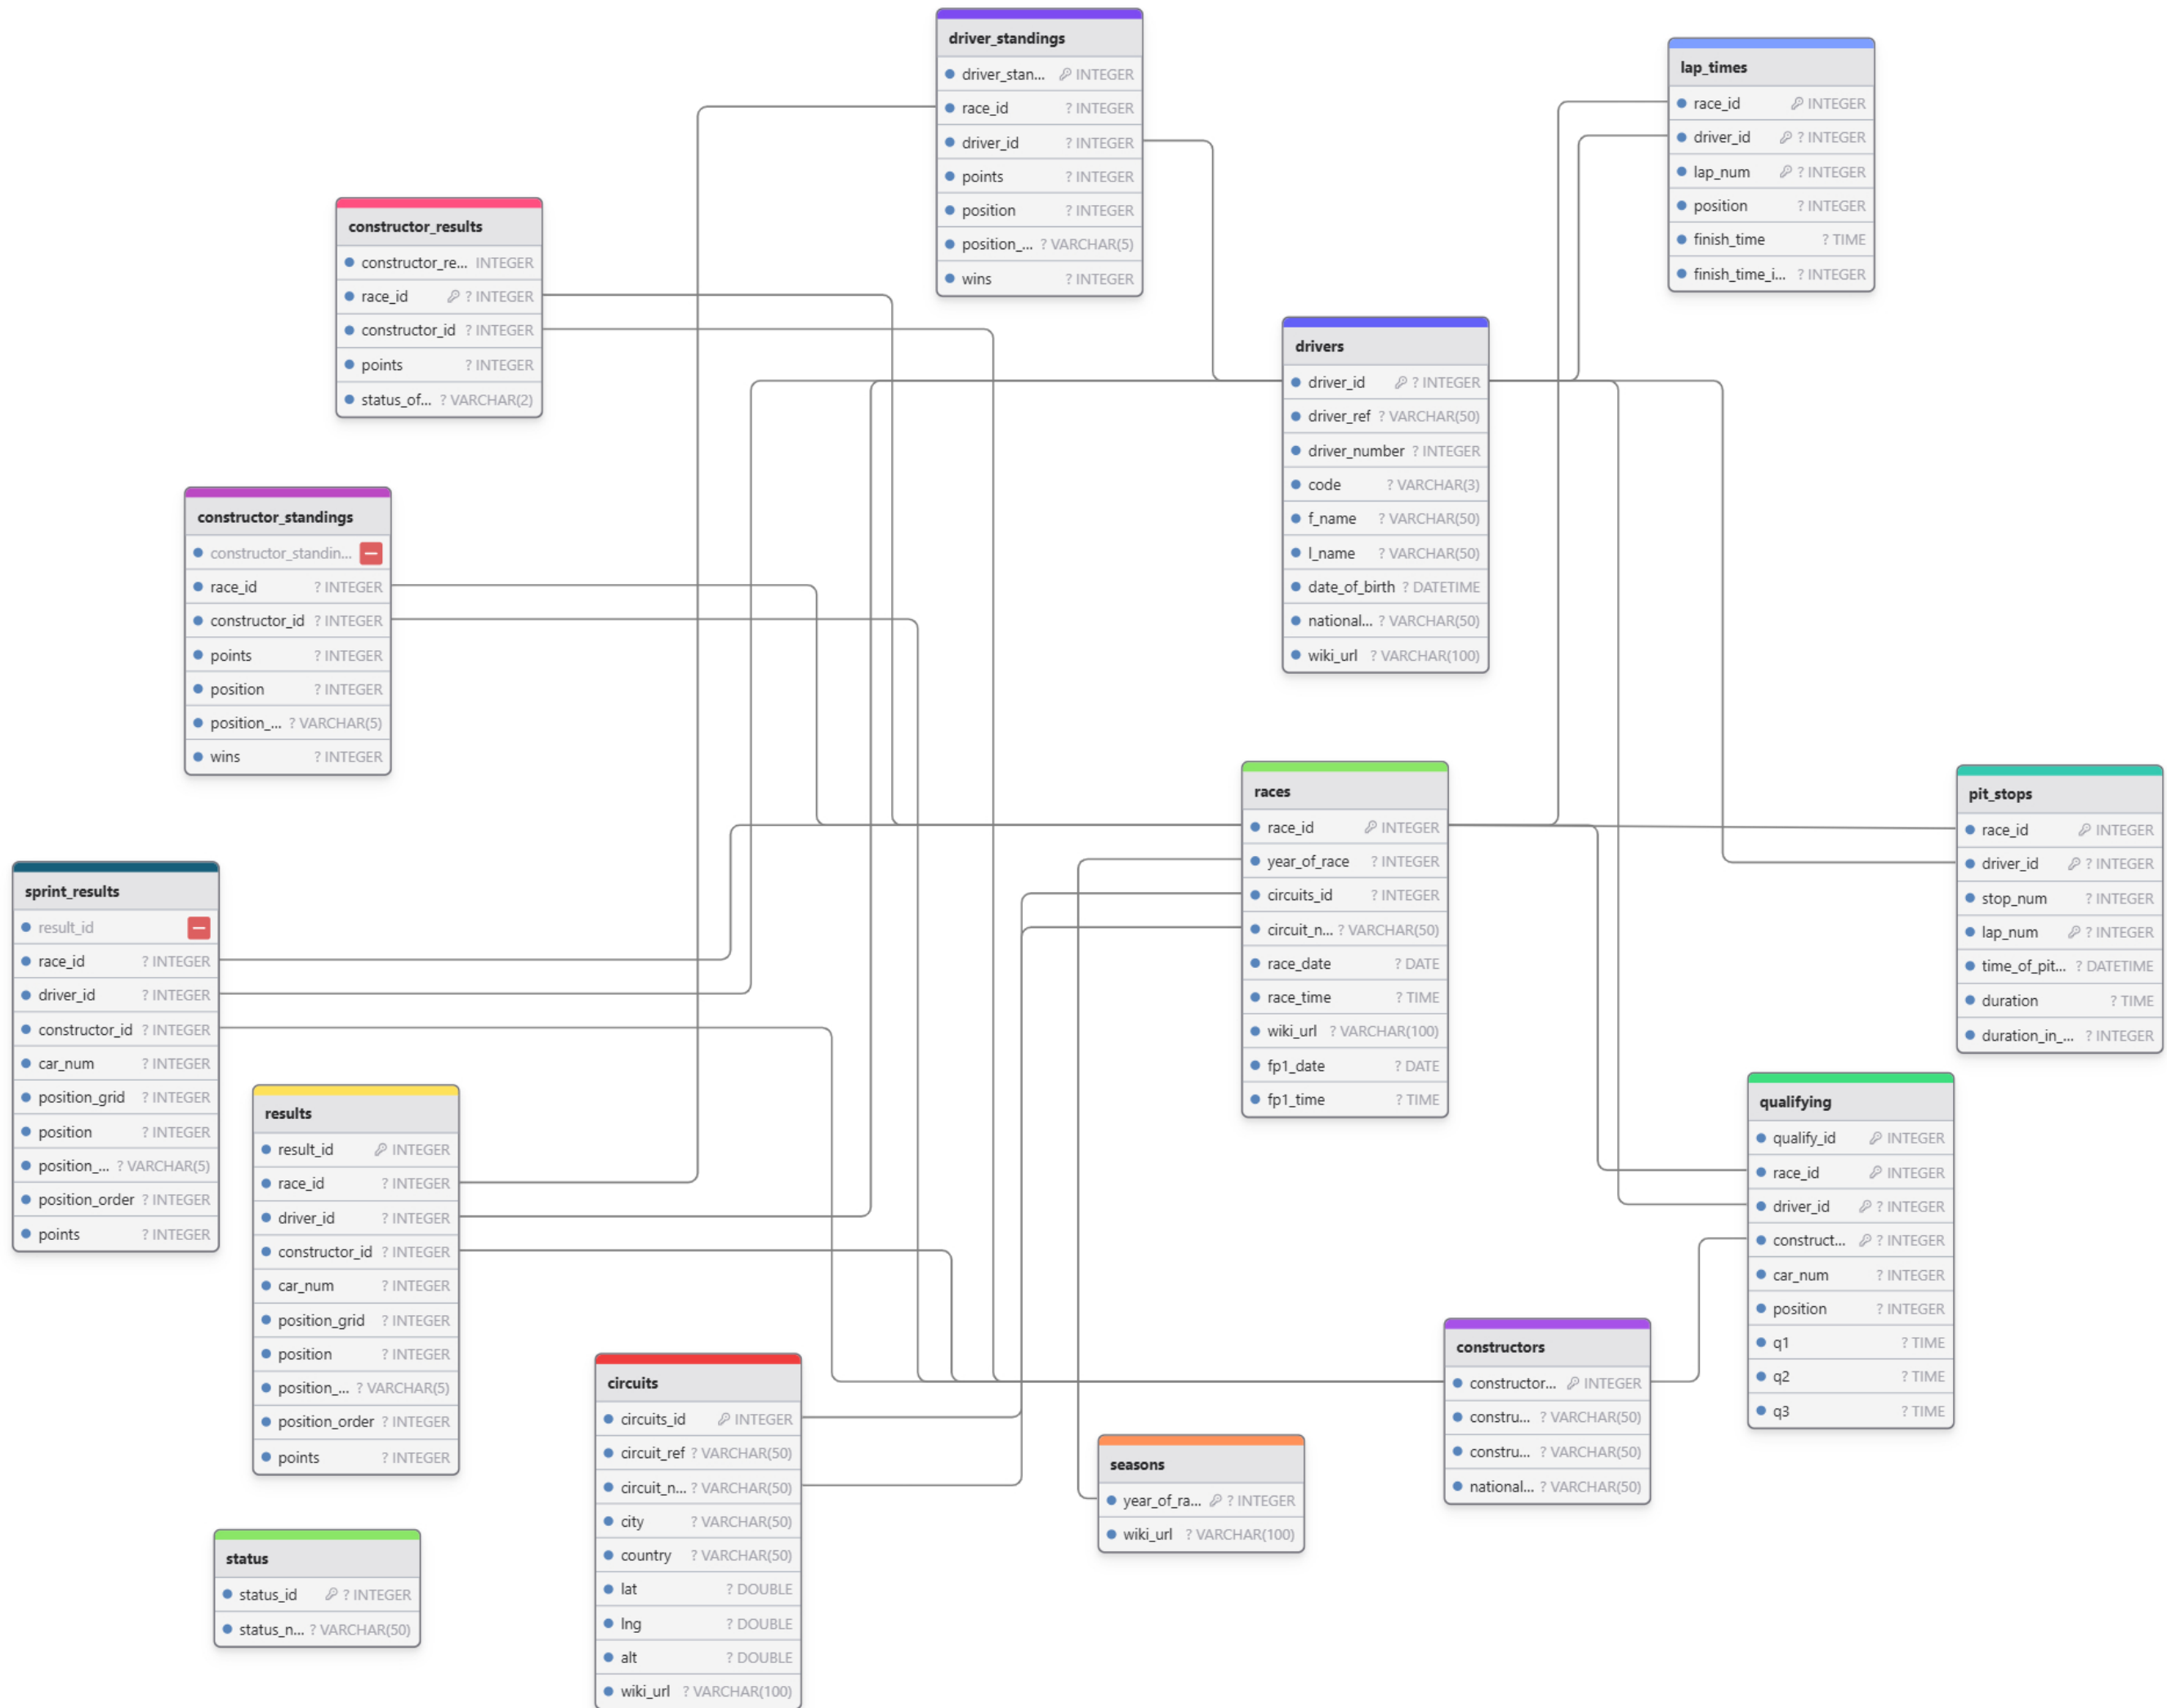 driver_standings
driver_stan... INTEGER
race_id ? INTEGER
driver_id ? INTEGER
points ? INTEGER
position ? INTEGER
position_... ? VARCHAR(5)
wins ? INTEGER
lap_times
race_id INTEGER
driver_id ? INTEGER
lap_num ? INTEGER
position ? INTEGER
finish_time ? TIME
finish_time_i... ? INTEGER
constructor_results
constructor_re... INTEGER
race_id ? INTEGER
constructor_id ? INTEGER
points ? INTEGER
status_of... ? VARCHAR(2)
drivers
driver_id ? INTEGER
driver_ref ? VARCHAR(50)
driver_number ? INTEGER
code ? VARCHAR(3)
f_name ? VARCHAR(50)
l_name ? VARCHAR(50)
date_of_birth ? DATETIME
national... ? VARCHAR(50)
wiki_url ? VARCHAR(100)
constructor_standings
constructor_standin...
race_id ? INTEGER
constructor_id ? INTEGER
points ? INTEGER
position ? INTEGER
position_... ? VARCHAR(5)
wins ? INTEGER
races
race_id INTEGER
year_of_race ? INTEGER
circuits_id ? INTEGER
circuit_n... ? VARCHAR(50)
race_date ? DATE
race_time ? TIME
wiki_url ? VARCHAR(100)
fp1_date ? DATE
fp1_time ? TIME
pit_stops
race_id INTEGER
driver_id ? INTEGER
stop_num ? INTEGER
lap_num ? INTEGER
time_of_pit... ? DATETIME
duration ? TIME
duration_in_... ? INTEGER
sprint_results
result_id
race_id ? INTEGER
driver_id ? INTEGER
constructor_id ? INTEGER
car_num ? INTEGER
position_grid ? INTEGER
position ? INTEGER
position_... ? VARCHAR(5)
position_order ? INTEGER
points ? INTEGER
results
result_id INTEGER
race_id ? INTEGER
driver_id ? INTEGER
constructor_id ? INTEGER
car_num ? INTEGER
position_grid ? INTEGER
position ? INTEGER
position_... ? VARCHAR(5)
position_order ? INTEGER
points ? INTEGER
qualifying
qualify_id INTEGER
race_id INTEGER
driver_id ? INTEGER
construct... ? INTEGER
car_num ? INTEGER
position ? INTEGER
q1 ? TIME
q2 ? TIME
q3 ? TIME
constructors
constructor... INTEGER
constru... ? VARCHAR(50)
constru... ? VARCHAR(50)
national... ? VARCHAR(50)
circuits
circuits_id INTEGER
circuit_ref ? VARCHAR(50)
circuit_n... ? VARCHAR(50)
city ? VARCHAR(50)
country ? VARCHAR(50)
lat ? DOUBLE
lng ? DOUBLE
alt ? DOUBLE
wiki_url ? VARCHAR(100)
seasons
year_of_ra... ? INTEGER
wiki_url ? VARCHAR(100)
status
status_id ? INTEGER
status_n... ? VARCHAR(50)